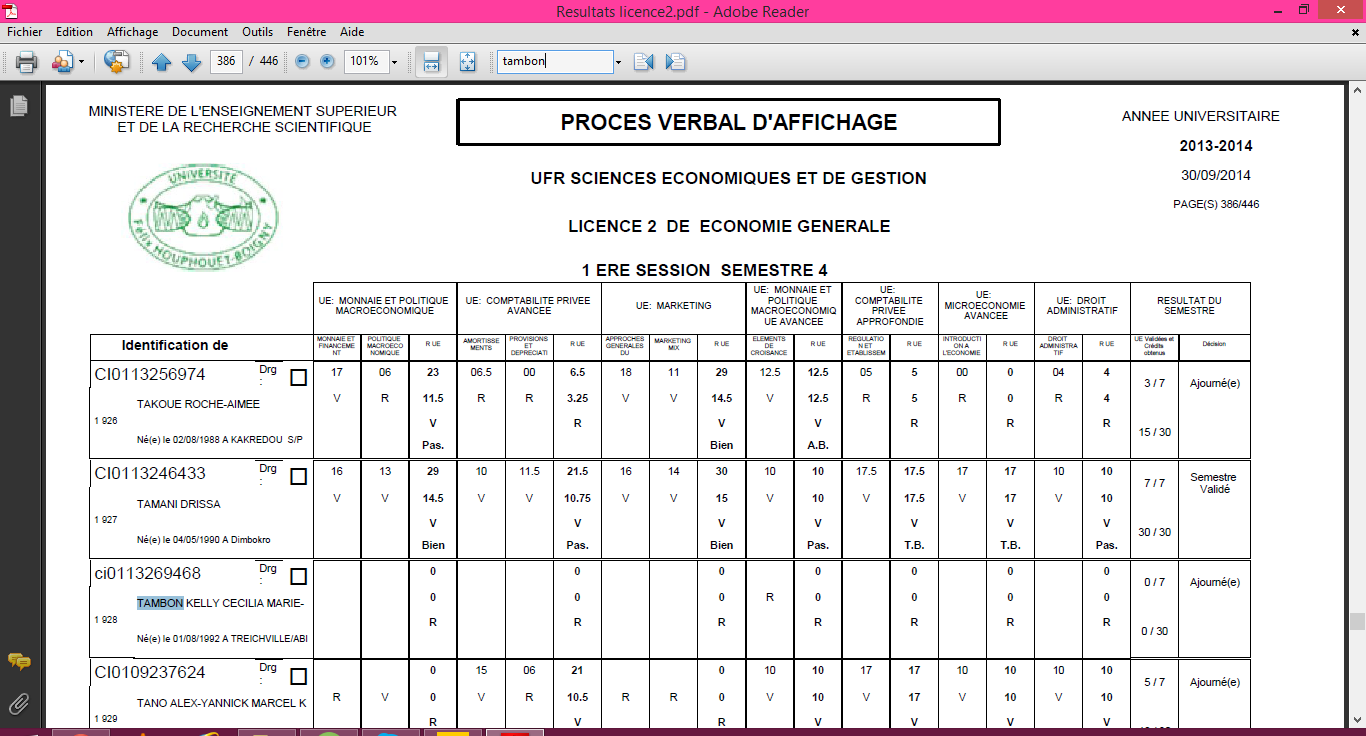 Resultats licence2.pdf - Adobe Reader
Fichier Edition Affichage Document Outils Fenêtre Aide
386 / 446 101% tambon
MINISTERE DE L'ENSEIGNEMENT SUPERIEUR
ET DE LA RECHERCHE SCIENTIFIQUE
PROCES VERBAL D'AFFICHAGE
ANNEE UNIVERSITAIRE
2013-2014
30/09/2014
PAGE(S) 386/446
UNIVERSITÉ
Félix HOUPHOUET-BOIGNY
UFR SCIENCES ECONOMIQUES ET DE GESTION
LICENCE 2 DE ECONOMIE GENERALE
1 ERE SESSION SEMESTRE 4
UE: MONNAIE ET POLITIQUE
MACROECONOMIQUE
UE: COMPTABILITE PRIVEE
AVANCEE
UE: MARKETING
UE: MONNAIE ET
POLITIQUE
MACROECONOMIQ
UE AVANCEE
UE:
COMPTABILITE
PRIVEE
APPROFONDIE
UE:
MICROECONOMIE
AVANCEE
UE: DROIT
ADMINISTRATIF
RESULTAT DU
SEMESTRE
Identification de
MONNAIE ET
FINANCEME
NT
POLITIQUE
MACROECO
NOMIQUE
R UE
AMORTISSE
MENTS
PROVISIONS
ET
DEPRECIATI
R UE
APPROCHES
GENERALES
DU
MARKETING
MIX
R UE
ELEMENTS
DE
CROISANCE
R UE
REGULATIO
N ET
ETABLISSEM
R UE
INTRODUCTI
ON A
L'ECONOMIE
R UE
DROIT
ADMINISTRA
TIF
R UE
UE Validées et
Crédits
obtenus
Décision
CI0113256974 Drg :
17 06 23 06.5 00 6.5 18 11 29 12.5 12.5 05 5 00 0 04 4
3 / 7 Ajourné(e)
TAKOUE ROCHE-AIMEE
V R 11.5 R R 3.25 V V 14.5 V 12.5 R 5 R 0 R 4
1 926
V R V V R R R
15 / 30
Né(e) le 02/08/1988 A KAKREDOU S/P
Pas. Bien A.B.
CI0113246433 Drg :
16 13 29 10 11.5 21.5 16 14 30 10 10 17.5 17.5 17 17 10 10
7 / 7 Semestre
Validé
TAMANI DRISSA
V V 14.5 V V 10.75 V V 15 V 10 V 17.5 V 17 V 10
1 927
V V V V V V V
30 / 30
Né(e) le 04/05/1990 A Dimbokro
Bien Pas. Bien Pas. T.B. T.B. Pas.
ci0113269468 Drg :
0 0 0 0 0 0 0
0 / 7 Ajourné(e)
TAMBON KELLY CECILIA MARIE-
0 0 0 R 0 0 0 0
1 928
R R R R R R R
0 / 30
Né(e) le 01/08/1992 A TREICHVILLE/ABI
CI0109237624 Drg :
0 15 06 21 0 10 10 17 17 10 10 10 10
5 / 7 Ajourné(e)
TANO ALEX-YANNICK MARCEL K
R V 0 V R 10.5 R R 0 V 10 V 17 V 10 V 10
1 929
R V R V V V V